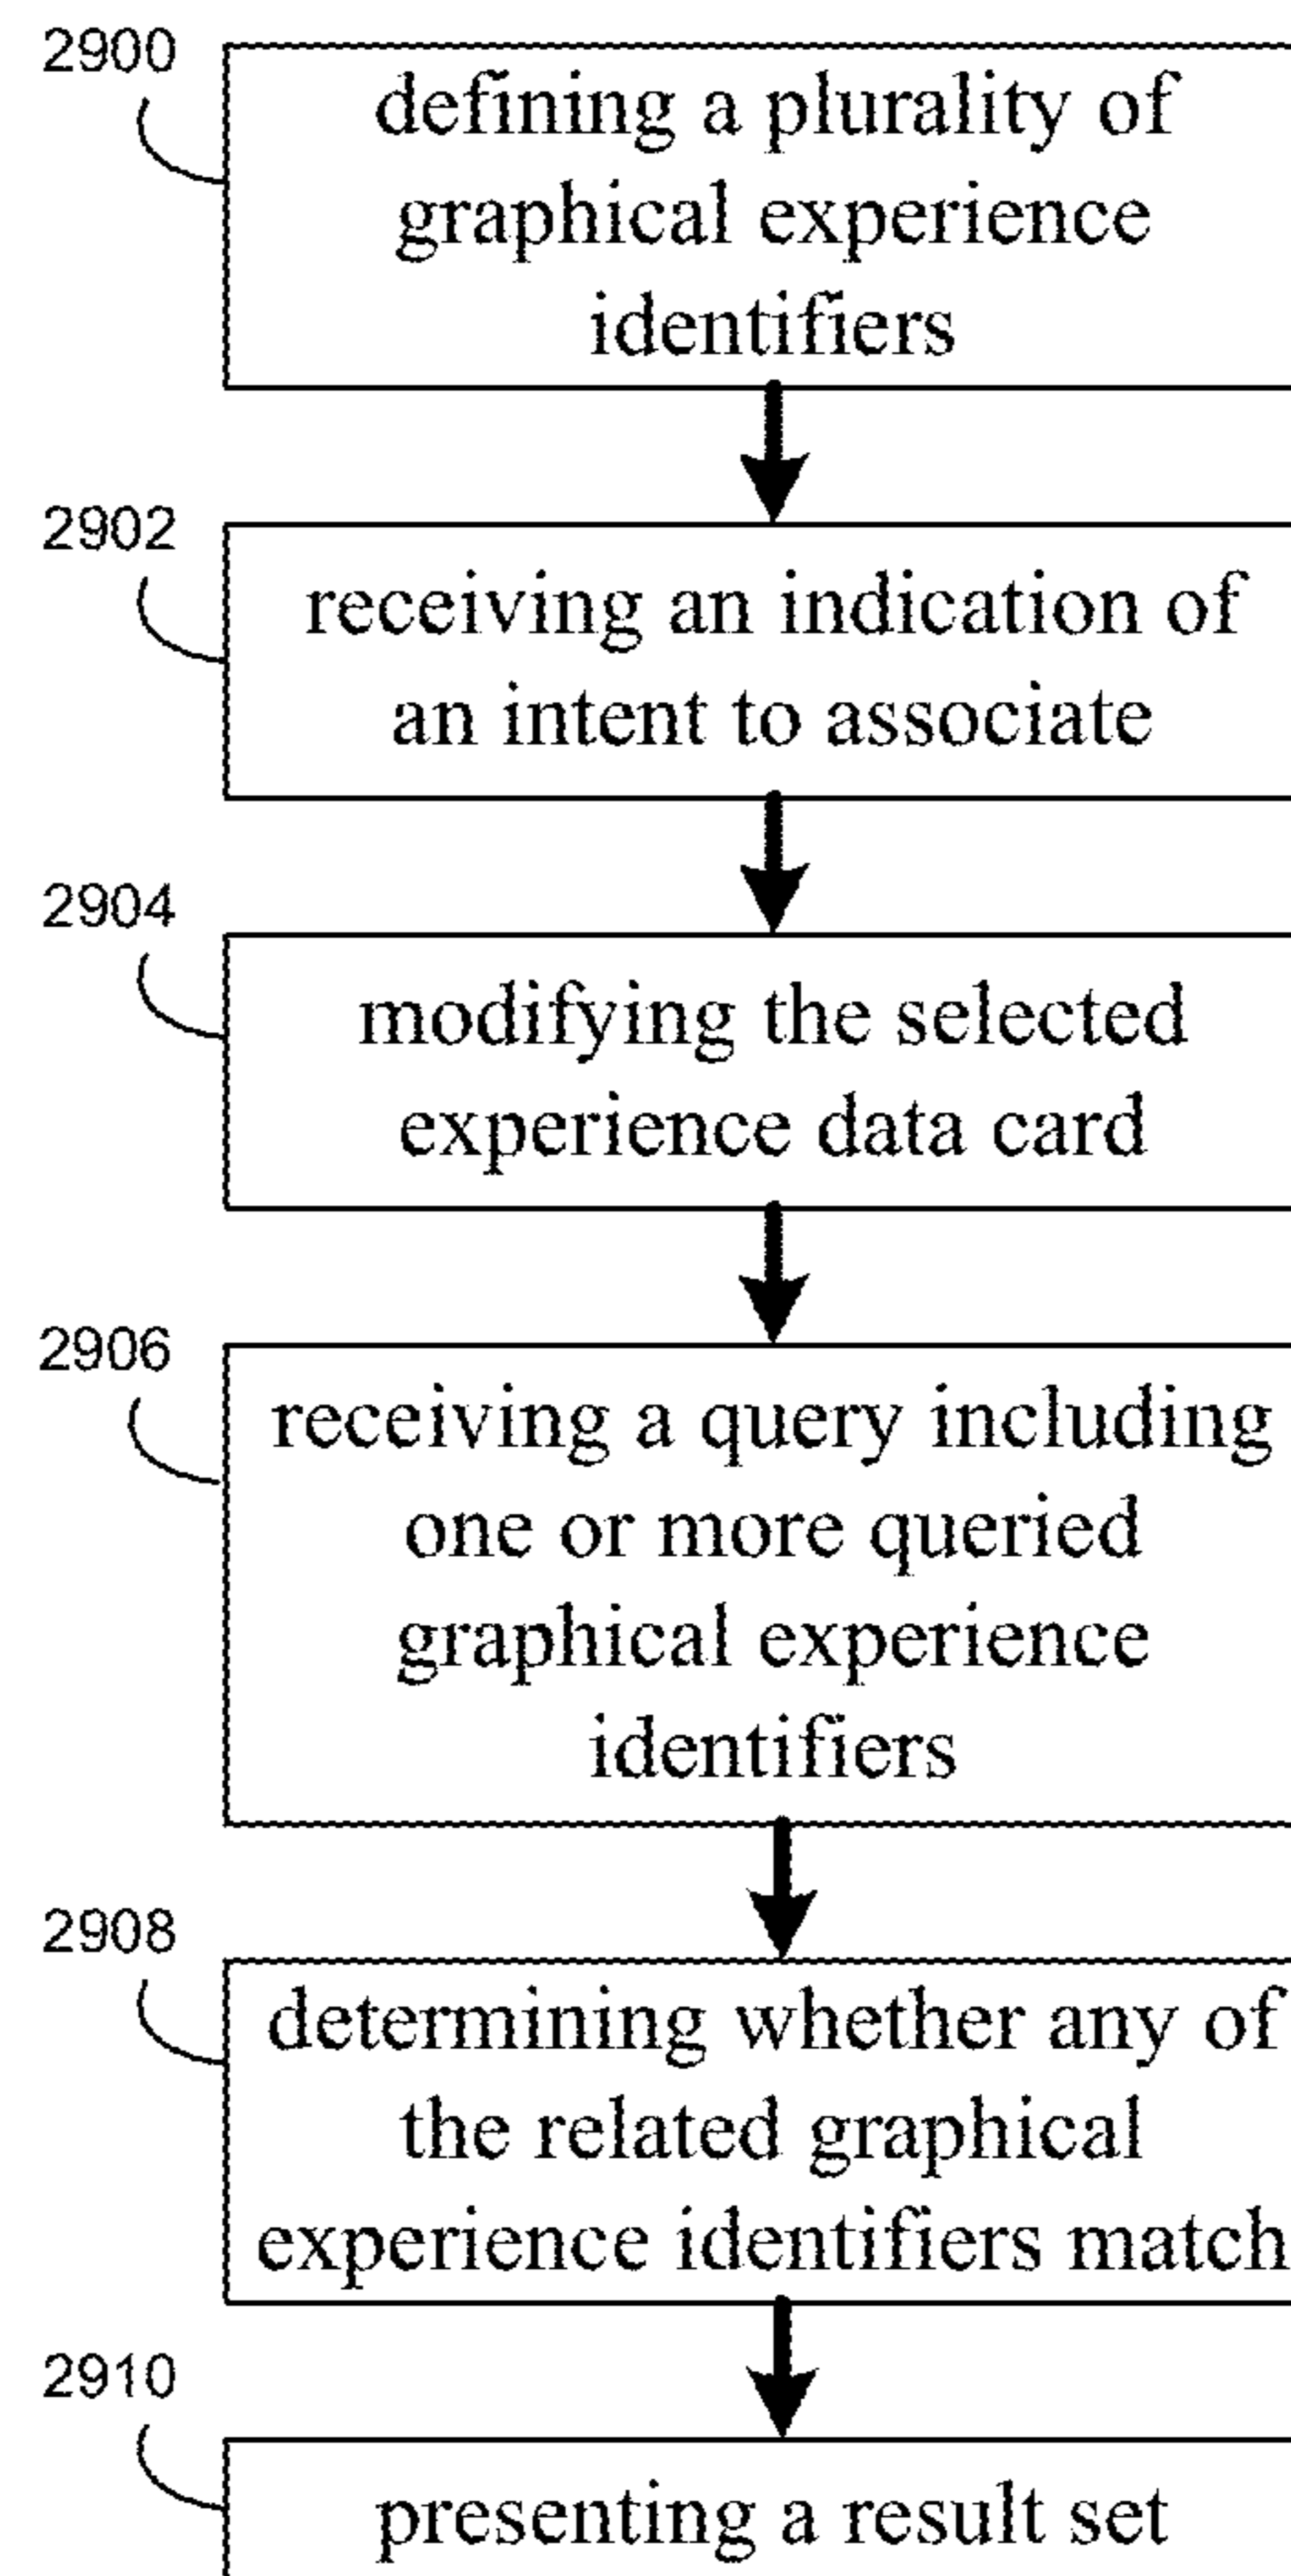 2900
defining a plurality of
graphical experience
identifiers
2902
receiving an indication of
an intent to associate
2904
modifying the selected
experience data card
2906
receiving a query including
one or more queried
graphical experience
identifiers
2908
determining whether any of
the related graphical
experience identifiers match
2910
presenting a result set